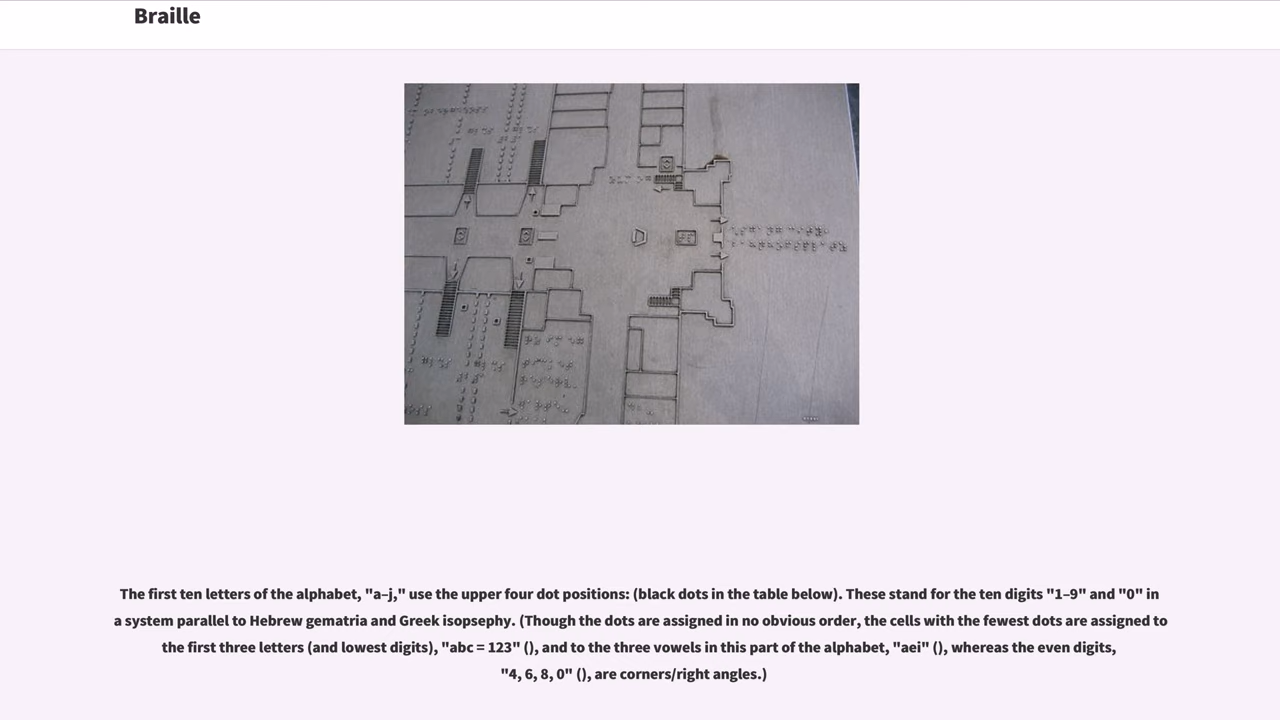 Braille
The first ten letters of the alphabet, "a–j," use the upper four dot positions: (black dots in the table below). These stand for the ten digits "1–9" and "0" in
a system parallel to Hebrew gematria and Greek isopsephy. (Though the dots are assigned in no obvious order, the cells with the fewest dots are assigned to
the first three letters (and lowest digits), "abc = 123" (), and to the three vowels in this part of the alphabet, "aei" (), whereas the even digits,
"4, 6, 8, 0" (), are corners/right angles.)